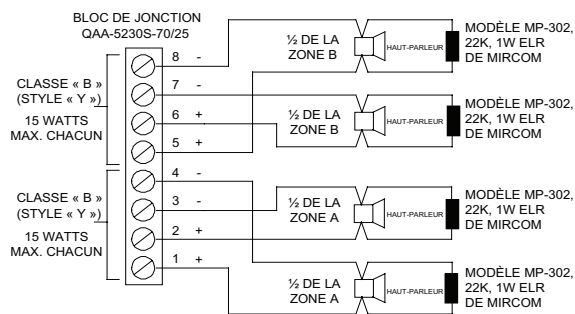 BLOC DE JONCTION
QAA-5230S-70/25
CLASSE « B »
(STYLE « Y »)
15 WATTS
MAX. CHACUN
CLASSE « B »
(STYLE « Y »)
15 WATTS
MAX. CHACUN
8 -
7 -
6 +
5 +
4 -
3 -
2 +
1 +
½ DE LA
ZONE B
HAUT-PARLEUR
MODÈLE MP-302,
22K, 1W ELR
DE MIRCOM
½ DE LA
ZONE B
HAUT-PARLEUR
MODÈLE MP-302,
22K, 1W ELR
DE MIRCOM
½ DE LA
ZONE A
HAUT-PARLEUR
MODÈLE MP-302,
22K, 1W ELR
DE MIRCOM
½ DE LA
ZONE A
HAUT-PARLEUR
MODÈLE MP-302,
22K, 1W ELR
DE MIRCOM